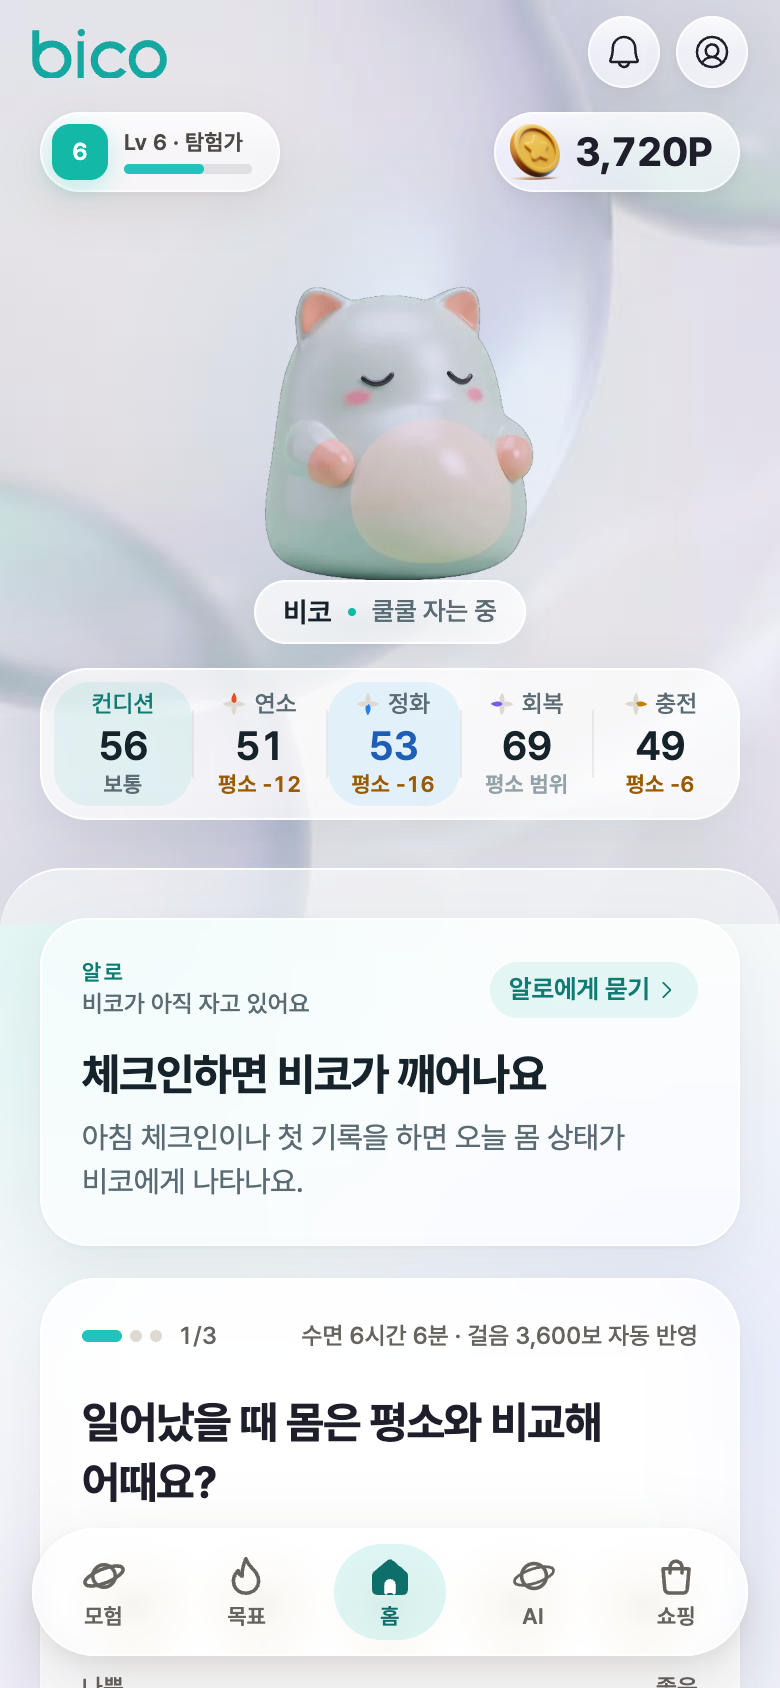 bico
6
Lv 6 · 탐험가
3,720P
비코 • 쿨쿨 자는 중
컨디션
56
보통
연소
51
평소 -12
정화
53
평소 -16
회복
69
평소 범위
충전
49
평소 -6
알로
비코가 아직 자고 있어요
알로에게 묻기 >
체크인하면 비코가 깨어나요
아침 체크인이나 첫 기록을 하면 오늘 몸 상태가
비코에게 나타나요.
1/3
수면 6시간 6분 · 걸음 3,600보 자동 반영
일어났을 때 몸은 평소와 비교해
어때요?
모험
목표
홈
AI
쇼핑